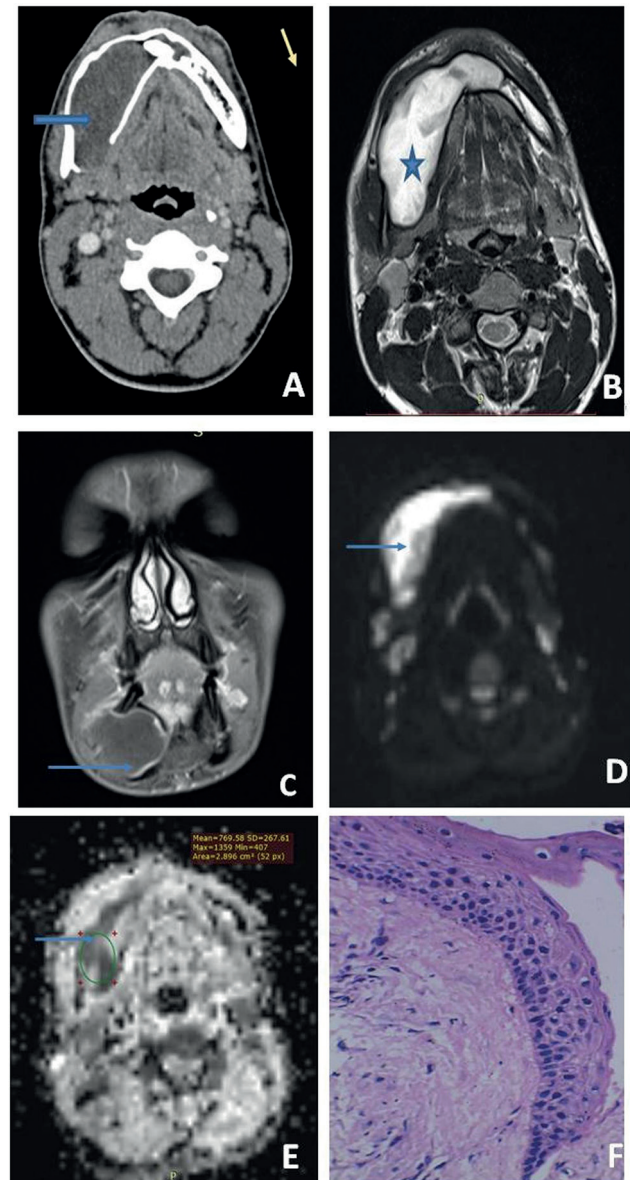 A
B
S
C
D
Mean=769.58 SD=267.61
Max=1359 Min=407
Area=2.896 cm² (52 px)
E
P
F